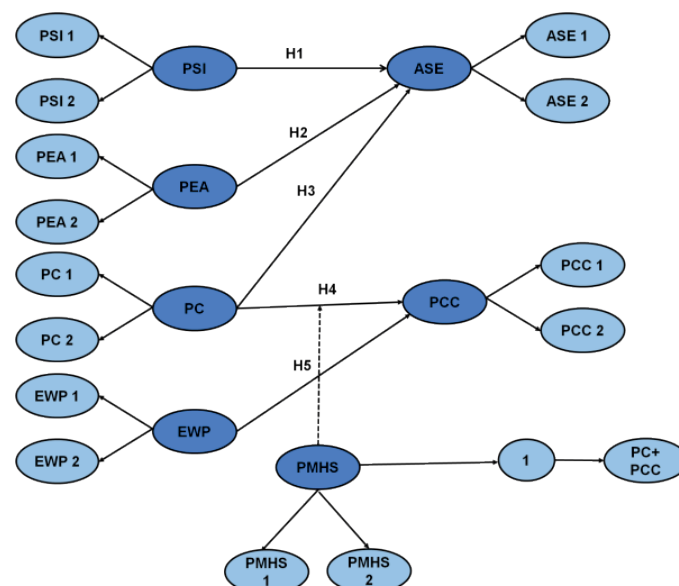 PSI 1
PSI
H1
ASE
ASE 1
PSI 2
ASE 2
H2
PEA 1
PEA
H3
PEA 2
PC 1
PC
H4
PCC
PCC 1
PC 2
PCC 2
H5
EWP 1
EWP
EWP 2
PMHS
1
PC+
PCC
PMHS
1
PMHS
2